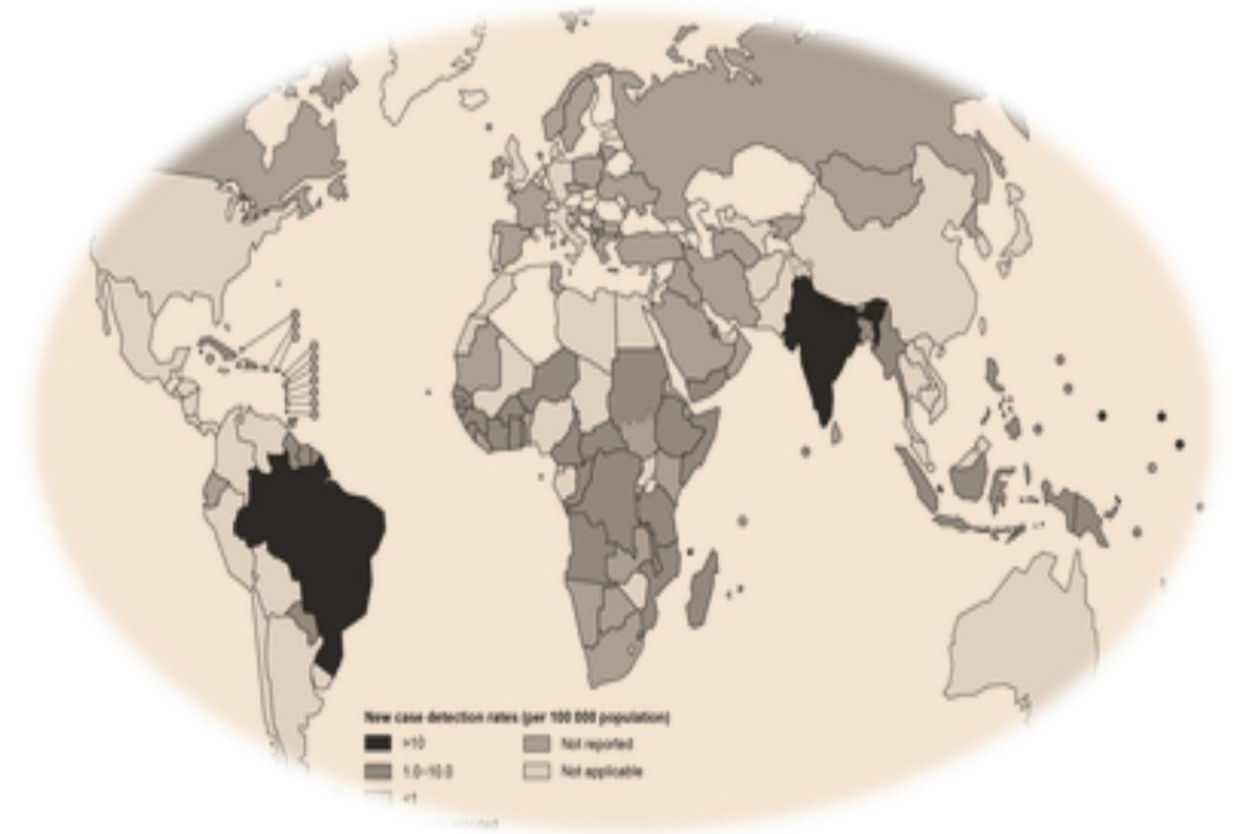 New case detection rates (per 100 000 population)
>10
1.0–10.0
<1
Not reported
Not applicable